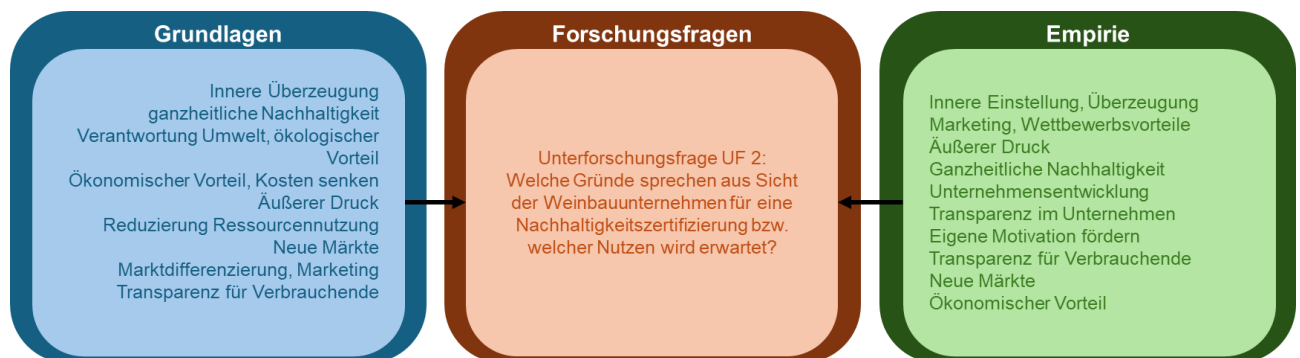 Grundlagen
Innere Überzeugung
ganzheitliche Nachhaltigkeit
Verantwortung Umwelt, ökologischer
Vorteil
Ökonomischer Vorteil, Kosten senken
Äußerer Druck
Reduzierung Ressourcennutzung
Neue Märkte
Marktdifferenzierung, Marketing
Transparenz für Verbrauchende
Forschungsfragen
Unterforschungsfrage UF 2:
Welche Gründe sprechen aus Sicht
der Weinbauunternehmen für eine
Nachhaltigkeitszertifizierung bzw.
welcher Nutzen wird erwartet?
Empirie
Innere Einstellung, Überzeugung
Marketing, Wettbewerbsvorteile
Äußerer Druck
Ganzheitliche Nachhaltigkeit
Unternehmensentwicklung
Transparenz im Unternehmen
Eigene Motivation fördern
Transparenz für Verbrauchende
Neue Märkte
Ökonomischer Vorteil